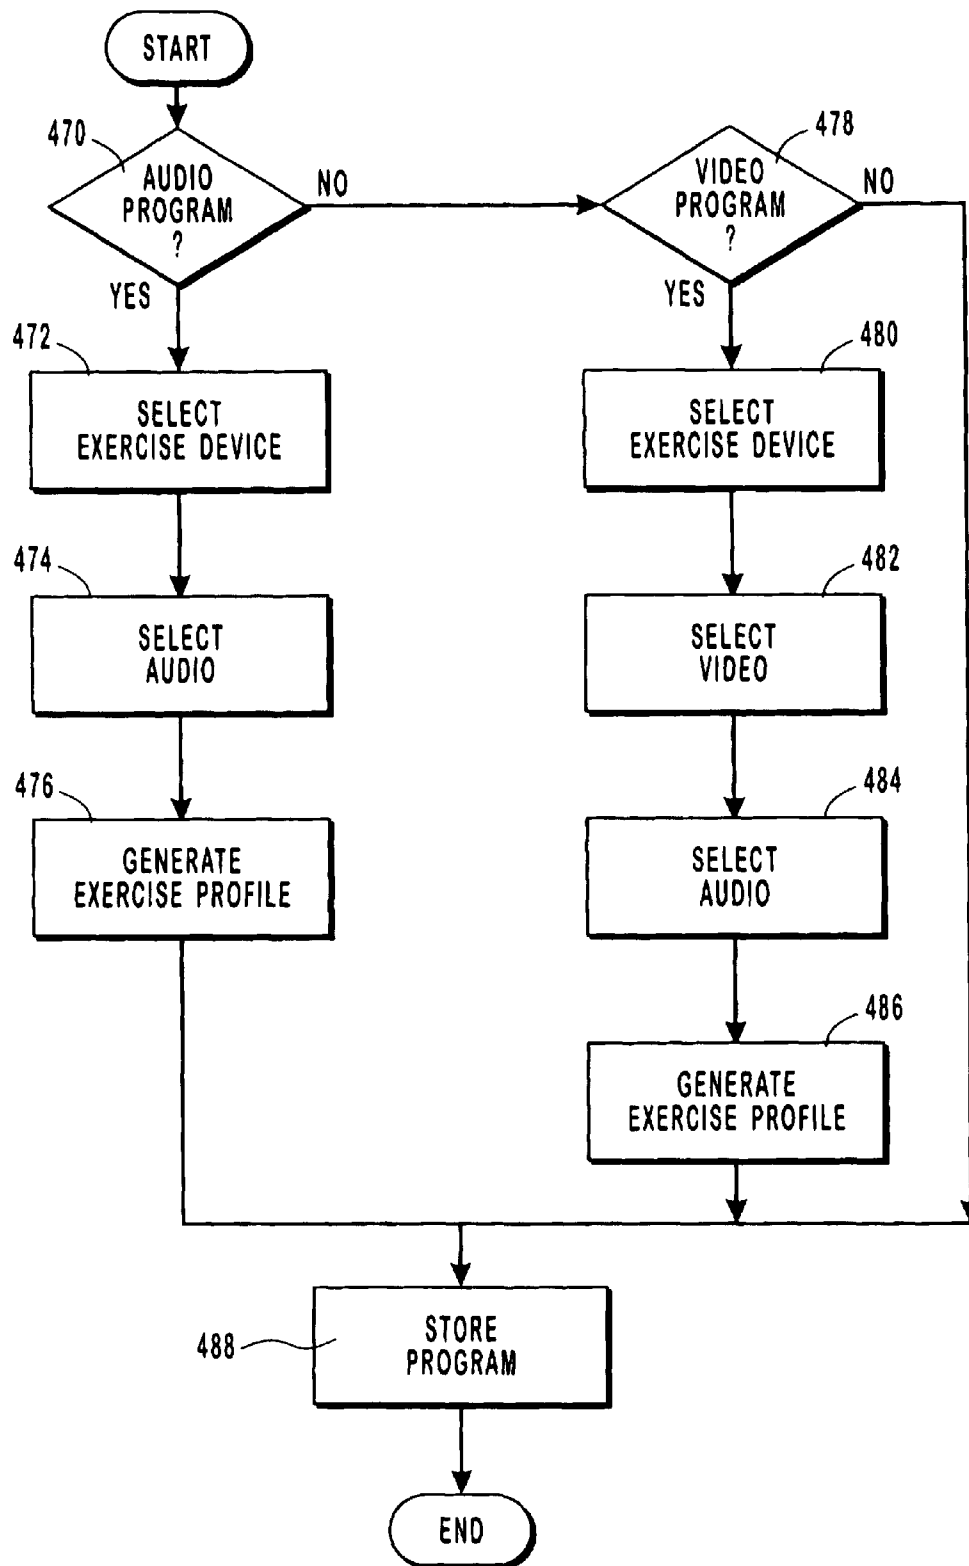 START
470
AUDIO
PROGRAM
?
NO
YES
478
VIDEO
PROGRAM
?
NO
YES
472
SELECT
EXERCISE DEVICE
480
SELECT
EXERCISE DEVICE
474
SELECT
AUDIO
482
SELECT
VIDEO
476
GENERATE
EXERCISE PROFILE
484
SELECT
AUDIO
486
GENERATE
EXERCISE PROFILE
488
STORE
PROGRAM
END